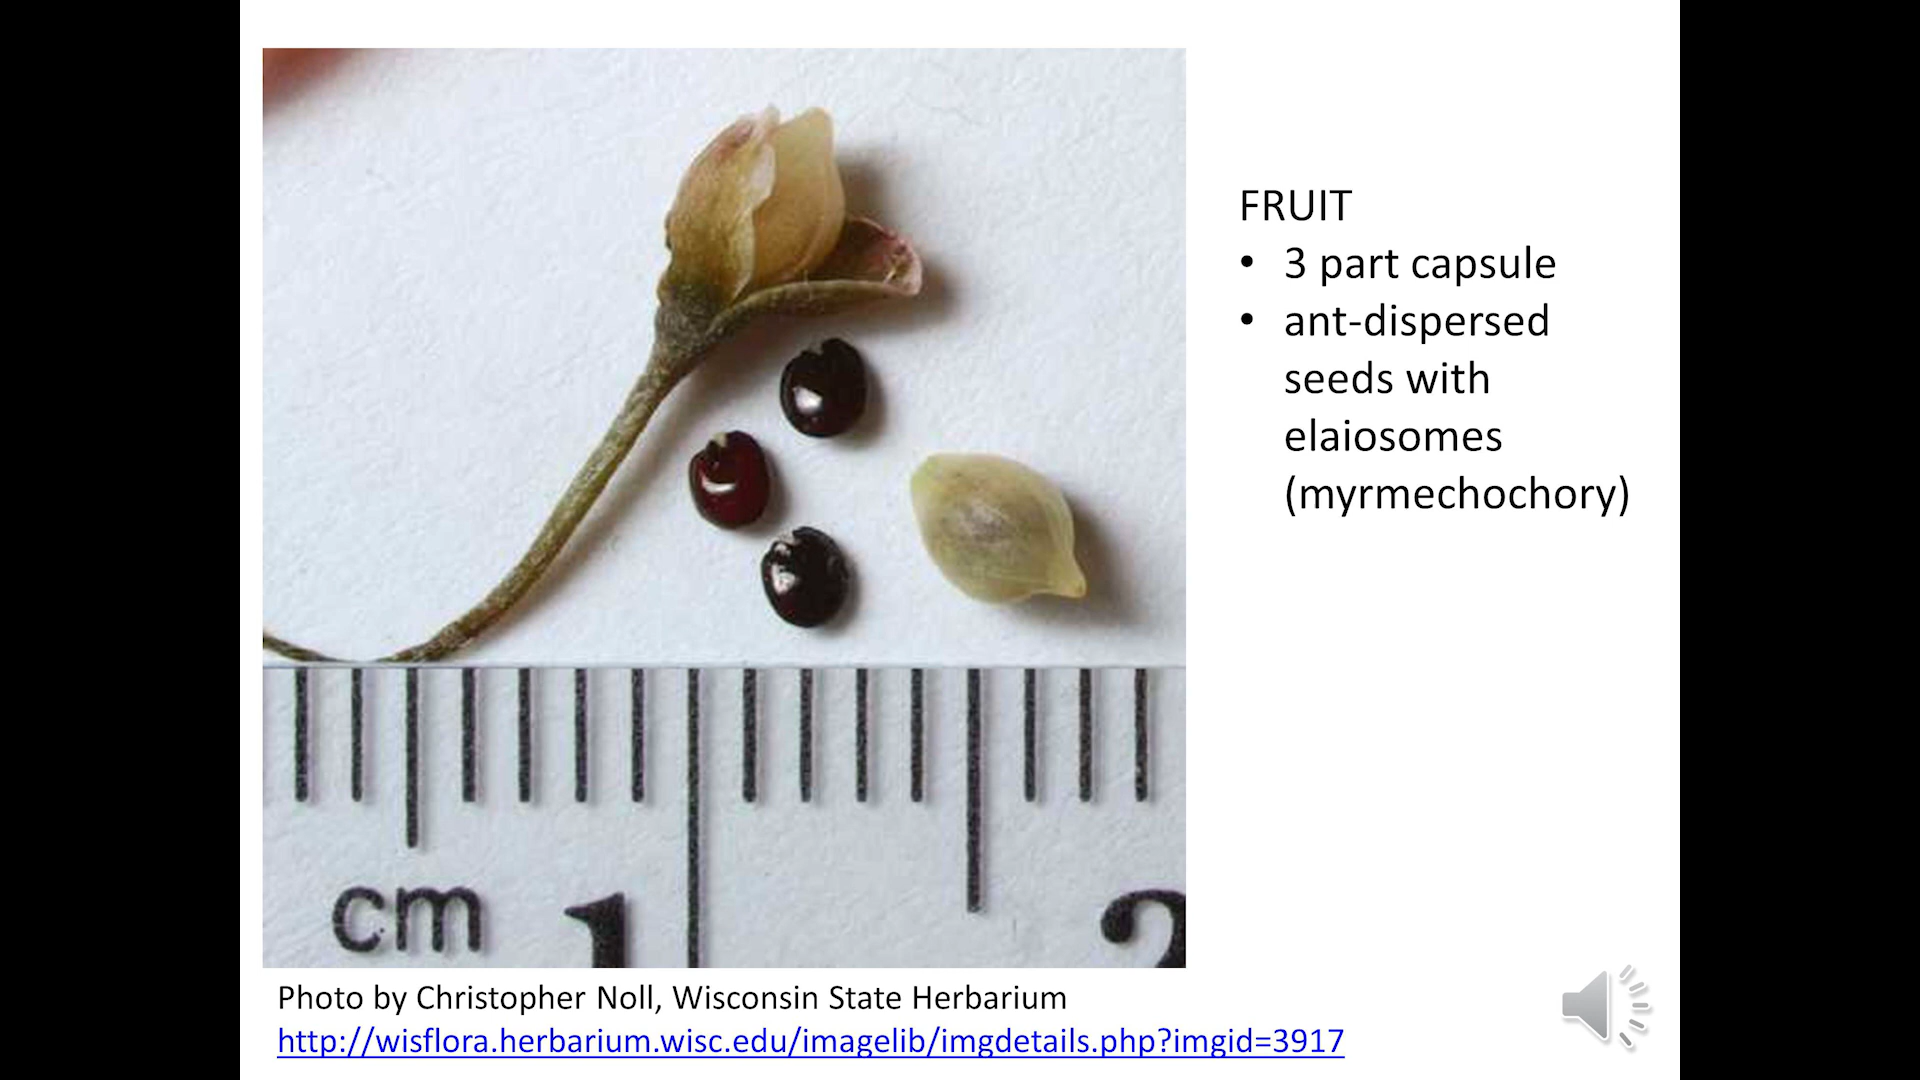 FRUIT
• 3 part capsule
• ant-dispersed
seeds with
elaiosomes
(myrmechochory)
cm 1 2
Photo by Christopher Noll, Wisconsin State Herbarium
http://wisflora.herbarium.wisc.edu/imagelib/imgdetails.php?imgid=3917